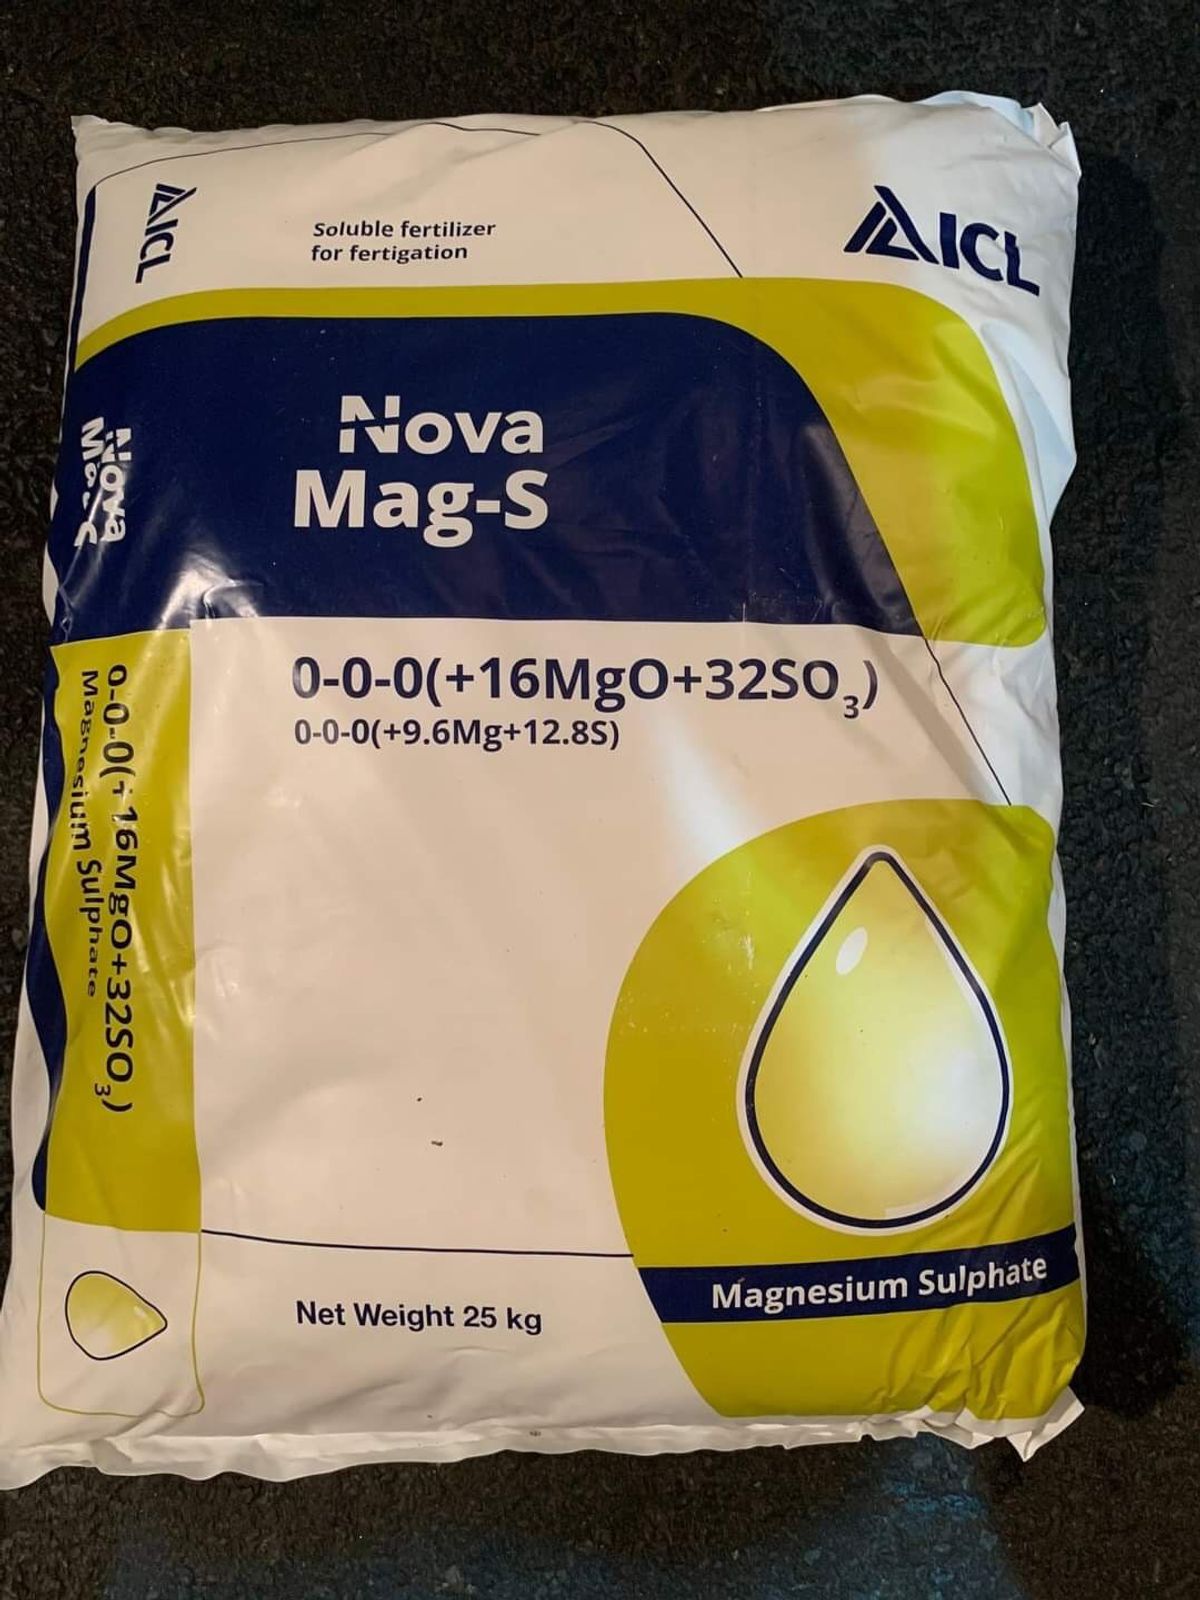 ICL
Soluble fertilizer
for fertigation
ICL
Nova
Mag-S
Nova
0-0-0(+16MgO+32SO₃)
0-0-0(+9.6Mg+12.8S)
0-0-0(+16MgO+32SO₃)
Magnesium Sulphate
Magnesium Sulphate
Net Weight 25 kg